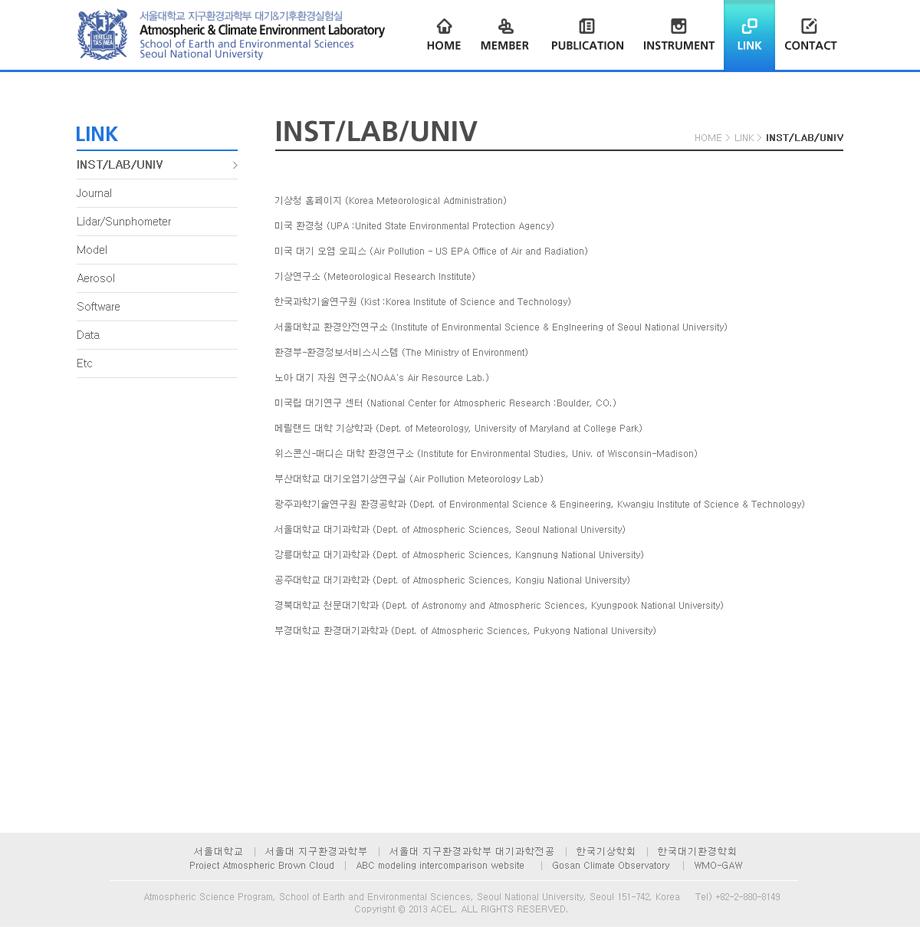 서울대학교 지구환경과학부 대기&기후환경실험실
Atmospheric & Climate Environment Laboratory
School of Earth and Environmental Sciences
Seoul National University
HOME MEMBER PUBLICATION INSTRUMENT LINK CONTACT
LINK
INST/LAB/UNIV
Journal
Lidar/Sunphometer
Model
Aerosol
Software
Data
Etc
INST/LAB/UNIV
HOME > LINK > INST/LAB/UNIV
기상청 홈페이지 (Korea Meteorological Administration)
미국 환경청 (UPA :United State Environmental Protection Agency)
미국 대기 오염 오피스 (Air Pollution - US EPA Office of Air and Radiation)
기상연구소 (Meteorological Research Institute)
한국과학기술연구원 (Kist :Korea Institute of Science and Technology)
서울대학교 환경안전연구소 (Institute of Environmental Science & EngIneering of Seoul National University)
환경부-환경정보서비스시스템 (The Ministry of Environment)
노아 대기 자원 연구소(NOAA's Air Resource Lab.)
미국립 대기연구 센터 (National Center for Atmospheric Research :Boulder, CO.)
메릴랜드 대학 기상학과 (Dept. of Meteorology, University of Maryland at College Park)
위스콘신-매디슨 대학 환경연구소 (Institute for Environmental Studies, Univ. of Wisconsin-Madison)
부산대학교 대기오염기상연구실 (Air Pollution Meteorology Lab)
광주과학기술연구원 환경공학과 (Dept. of Environmental Science & Engineering, Kwangju Institute of Science & Technology)
서울대학교 대기과학과 (Dept. of Atmospheric Sciences, Seoul National University)
강릉대학교 대기과학과 (Dept. of Atmospheric Sciences, Kangnung National University)
공주대학교 대기과학과 (Dept. of Atmospheric Sciences, Kongju National University)
경북대학교 천문대기학과 (Dept. of Astronomy and Atmospheric Sciences, Kyungpook National University)
부경대학교 환경대기과학과 (Dept. of Atmospheric Sciences, Pukyong National University)
서울대학교 | 서울대 지구환경과학부 | 서울대 지구환경과학부 대기과학전공 | 한국기상학회 | 한국대기환경학회
Project Atmospheric Brown Cloud | ABC modeling intercomparison website | Gosan Climate Observatory | WMO-GAW
Atmospheric Science Program, School of Earth and Environmental Sciences, Seoul National University, Seoul 151-742, Korea Tel) +82-2-880-8149
Copyright © 2013 ACEL. ALL RIGHTS RESERVED.